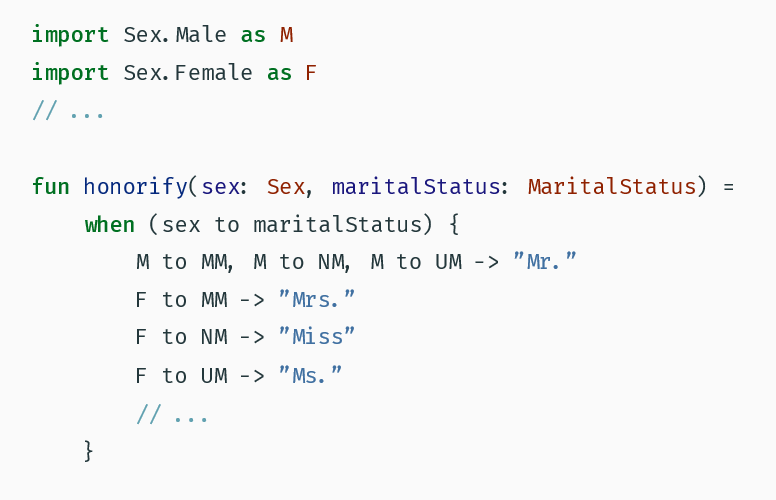 import Sex.Male as M
import Sex.Female as F
// ...
fun honorify(sex: Sex, maritalStatus: MaritalStatus) =
when (sex to maritalStatus) {
M to MM, M to NM, M to UM -> "Mr."
F to MM -> "Mrs."
F to NM -> "Miss"
F to UM -> "Ms."
// ...
}